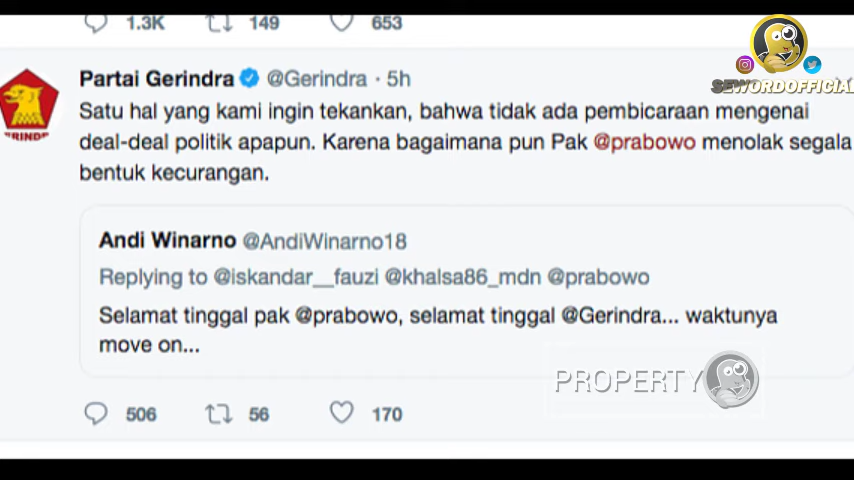 1.3K 149 653
SEWORDOFFICIAL
Partai Gerindra @Gerindra · 5h
Satu hal yang kami ingin tekankan, bahwa tidak ada pembicaraan mengenai
deal-deal politik apapun. Karena bagaimana pun Pak @prabowo menolak segala
bentuk kecurangan.
Andi Winarno @AndiWinarno18
Replying to @iskandar__fauzi @khalsa86_mdn @prabowo
Selamat tinggal pak @prabowo, selamat tinggal @Gerindra... waktunya
move on...
PROPERTY
506 56 170